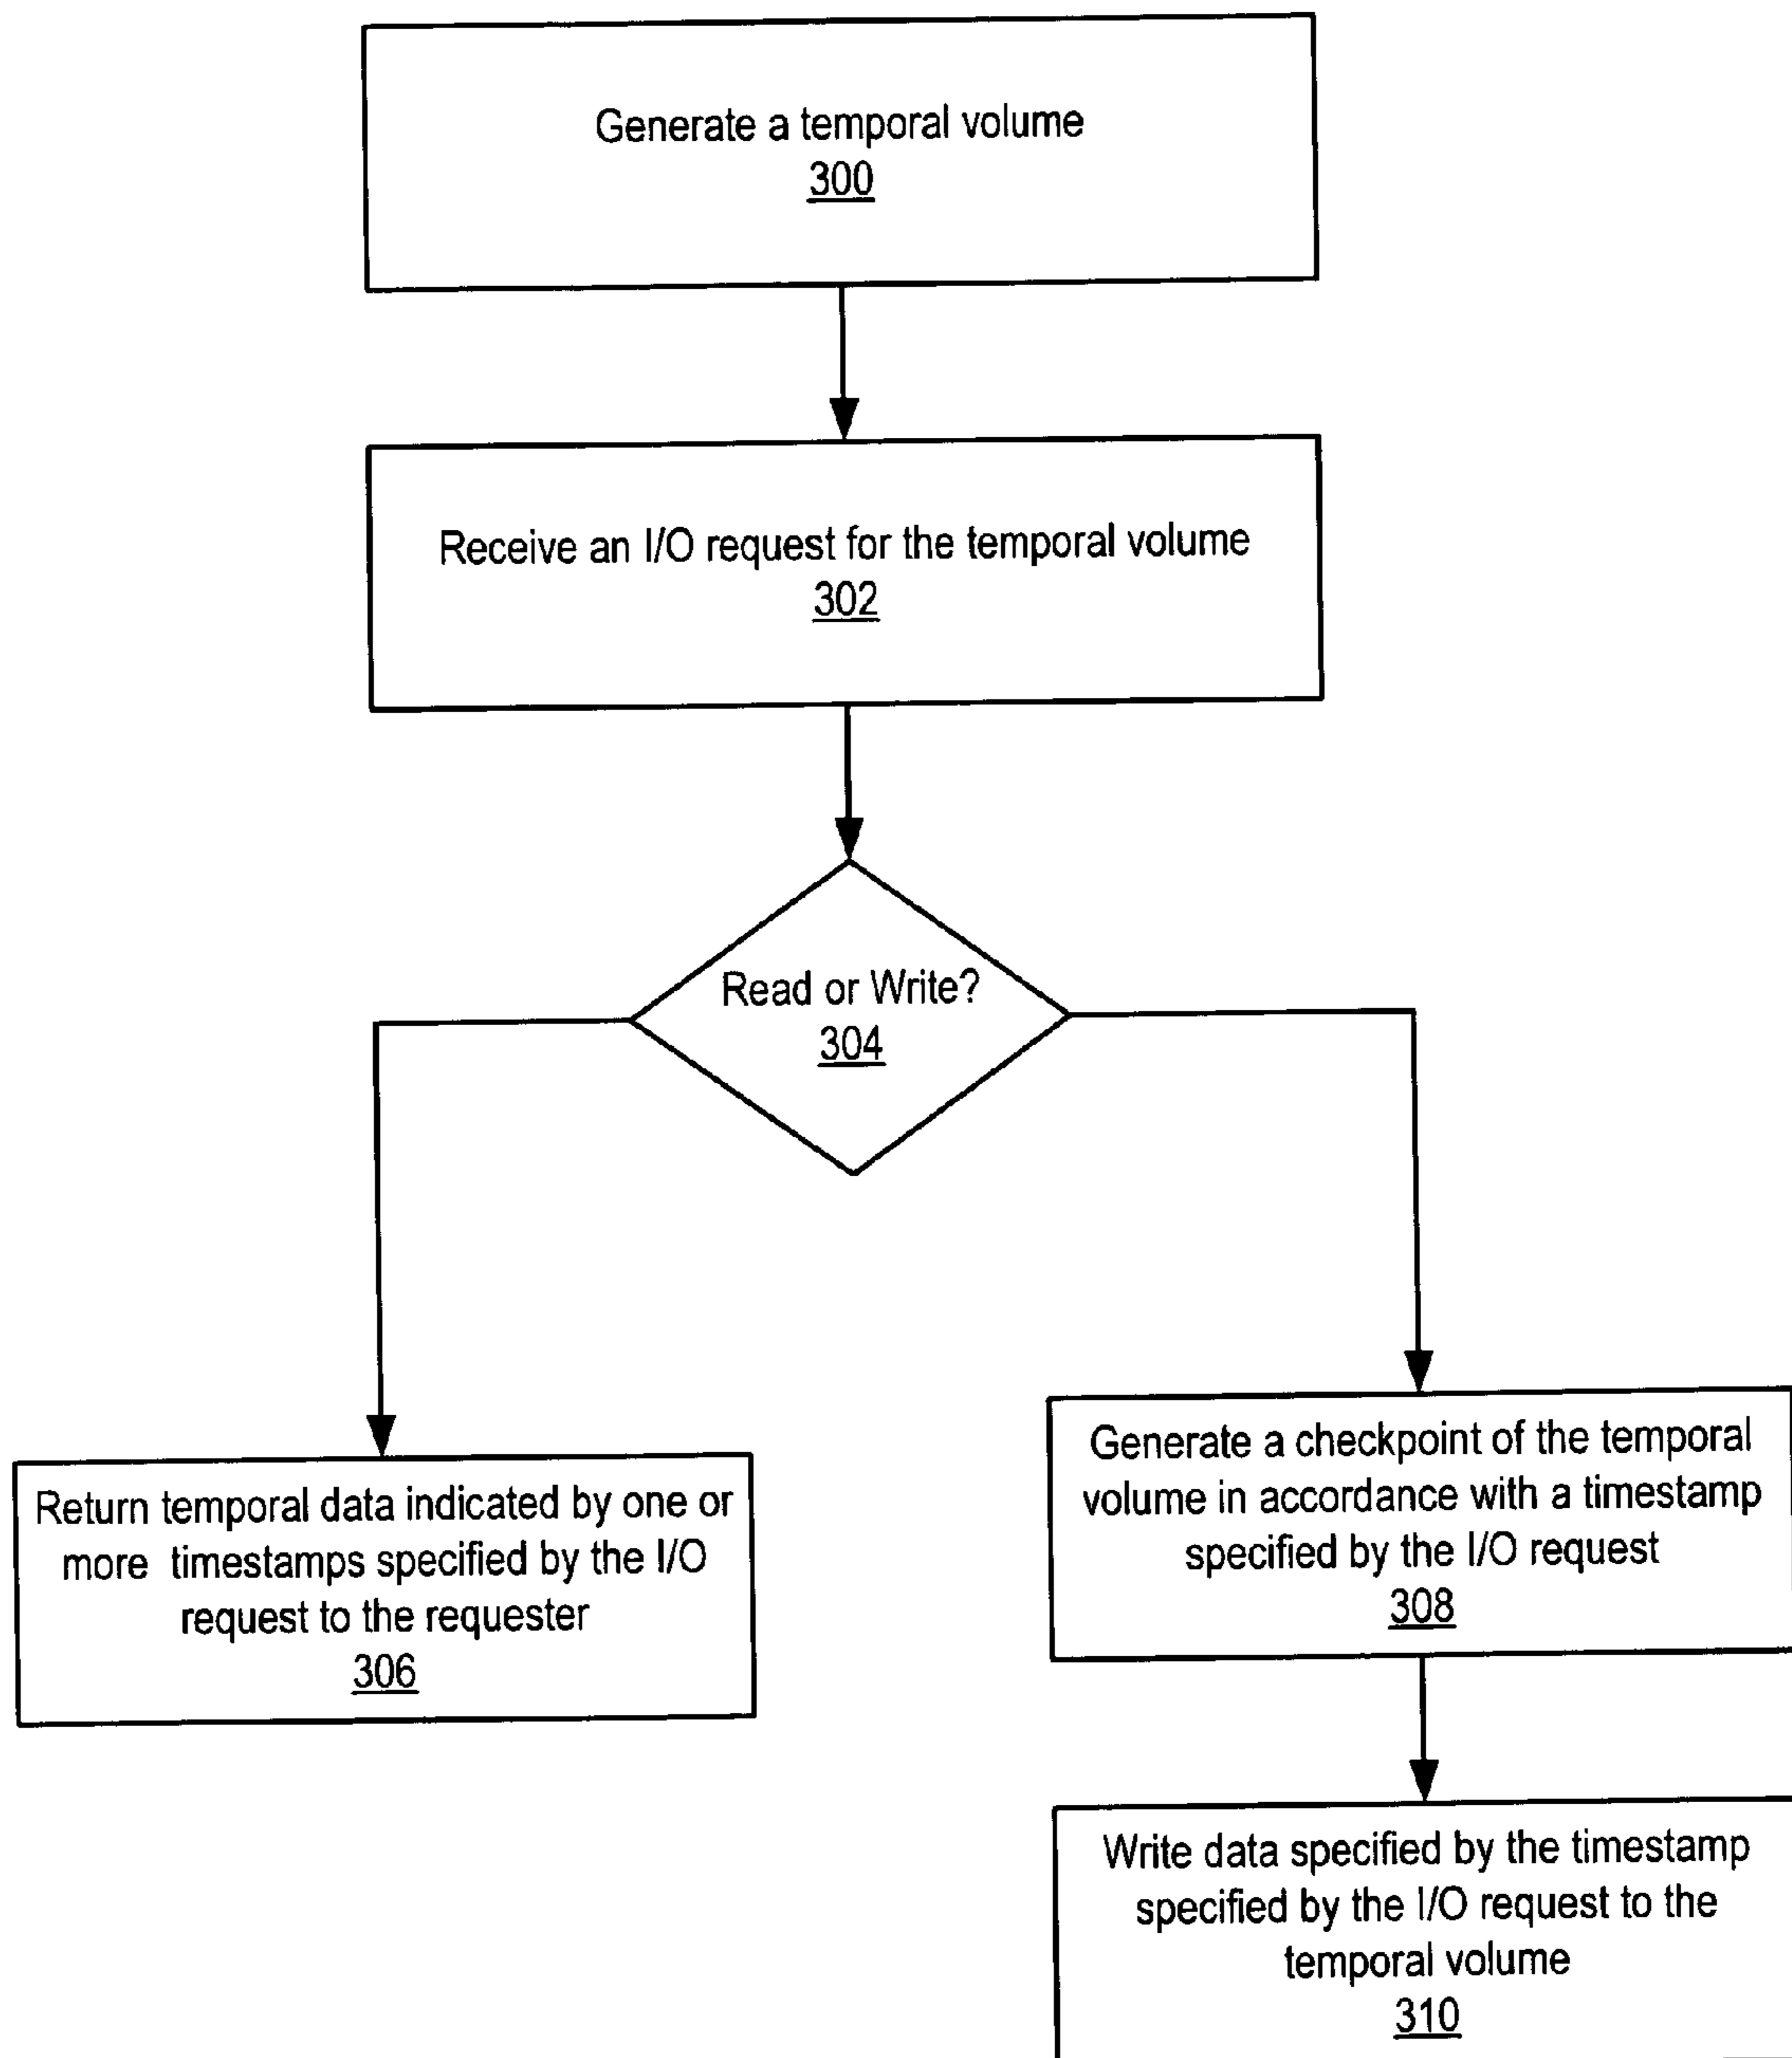 Generate a temporal volume
300
Receive an I/O request for the temporal volume
302
Read or Write?
304
Return temporal data indicated by one or
more timestamps specified by the I/O
request to the requester
306
Generate a checkpoint of the temporal
volume in accordance with a timestamp
specified by the I/O request
308
Write data specified by the timestamp
specified by the I/O request to the
temporal volume
310